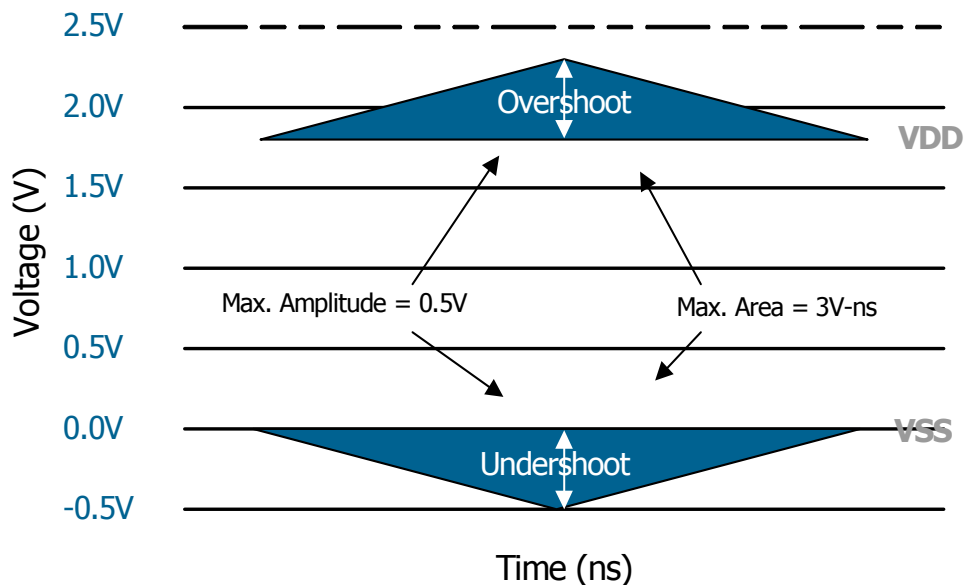 2.5V
Overshoot
2.0V
VDD
1.5V
Voltage (V)
1.0V
Max. Amplitude = 0.5V
Max. Area = 3V-ns
0.5V
0.0V
VSS
Undershoot
-0.5V
Time (ns)